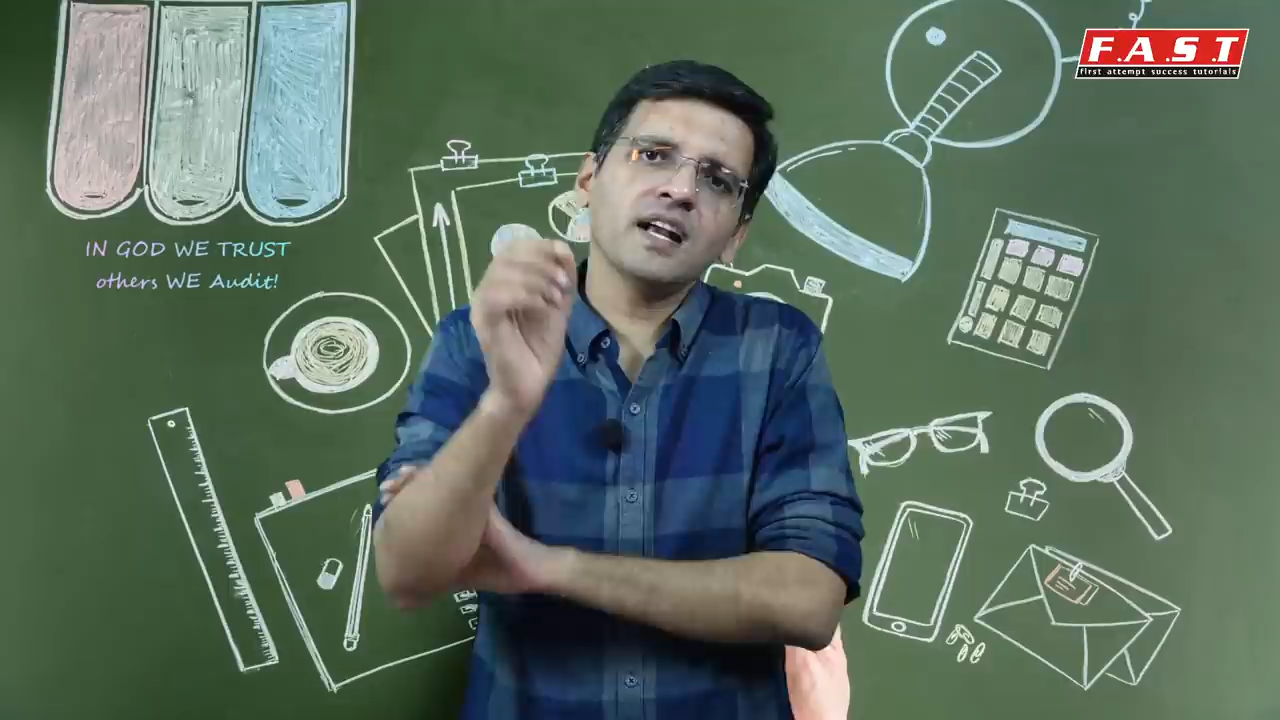 F.A.S.T
first attempt success tutorials
IN GOD WE TRUST
others WE Audit!